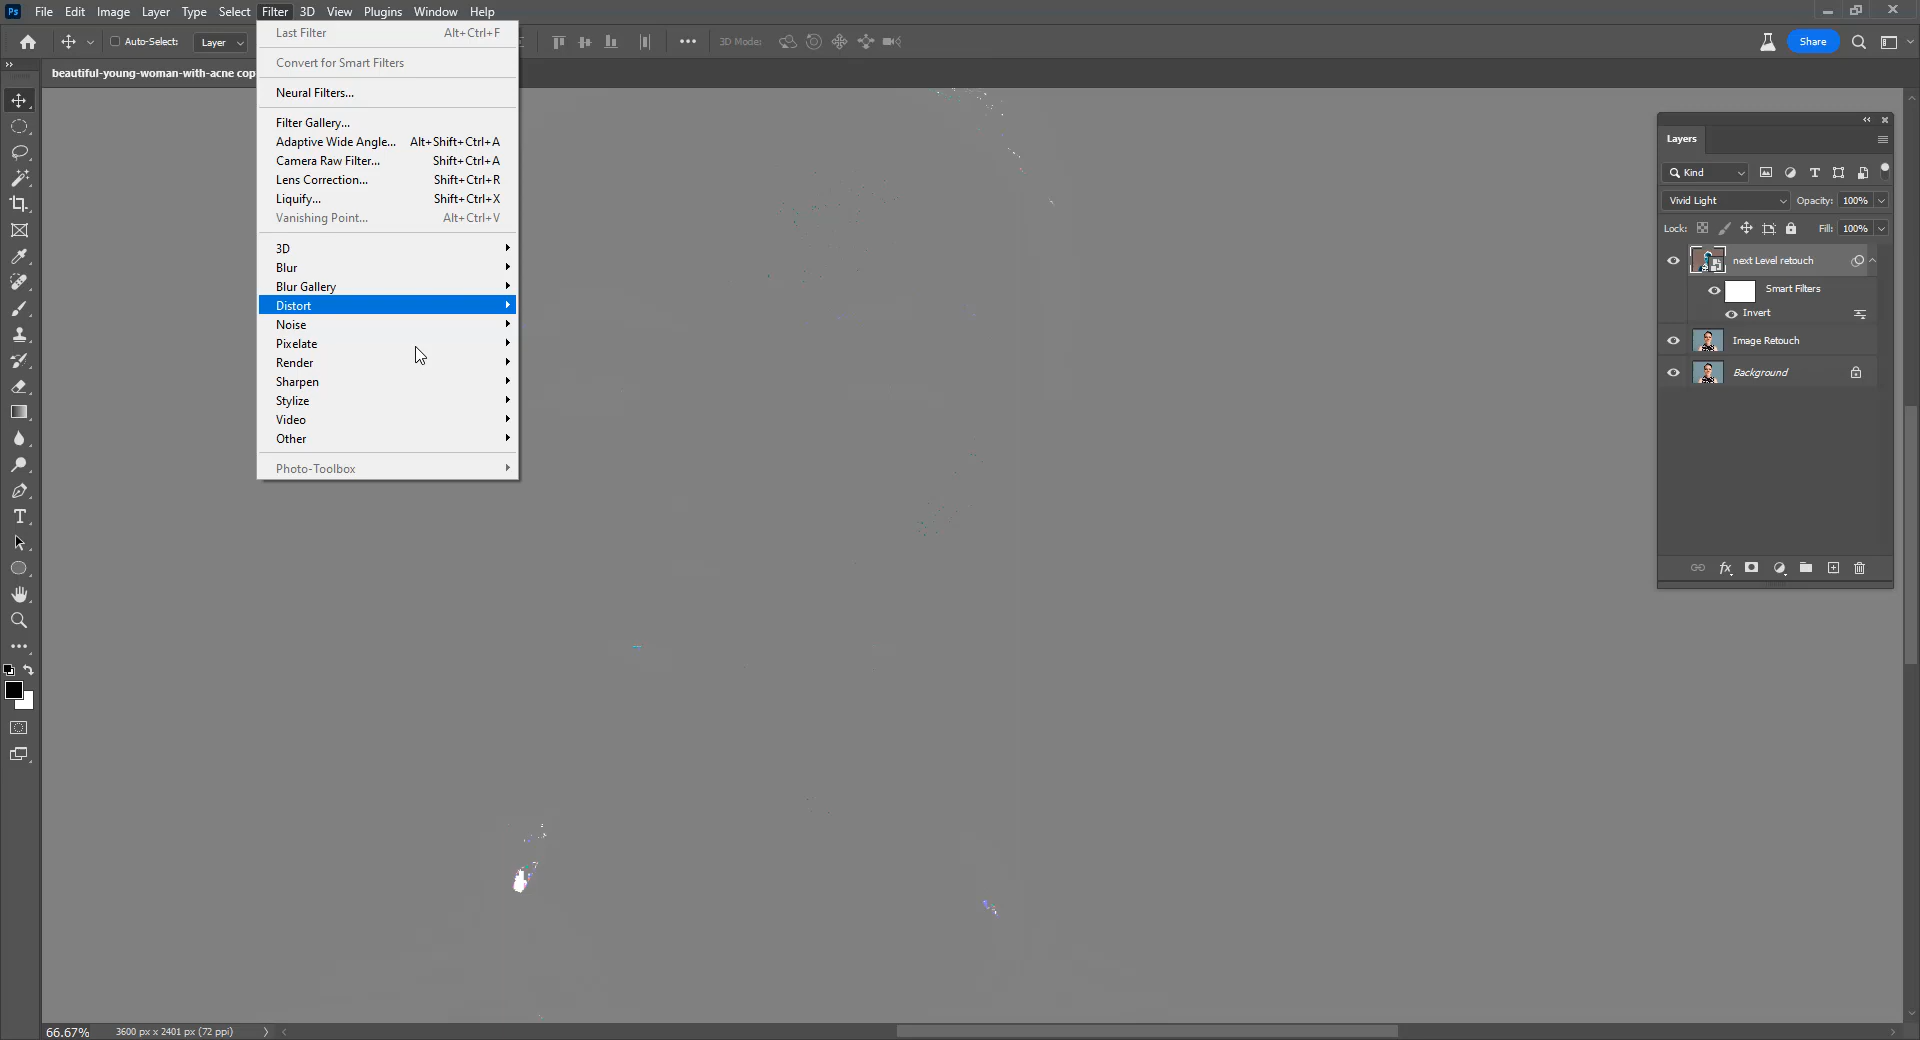 Ps File Edit Image Layer Type Select Filter 3D View Plugins Window Help
Auto-Select: Layer 3D Mode: Share
beautiful-young-woman-with-acne cop
Last Filter Alt+Ctrl+F
Convert for Smart Filters
Neural Filters...
Filter Gallery...
Adaptive Wide Angle... Alt+Shift+Ctrl+A
Camera Raw Filter... Shift+Ctrl+A
Lens Correction... Shift+Ctrl+R
Liquify... Shift+Ctrl+X
Vanishing Point... Alt+Ctrl+V
3D
Blur
Blur Gallery
Distort
Noise
Pixelate
Render
Sharpen
Stylize
Video
Other
Photo-Toolbox
Layers
Kind
Vivid Light Opacity: 100%
Lock: Fill: 100%
next Level retouch
Smart Filters
Invert
Image Retouch
Background
66.67% 3600 px x 2401 px (72 ppi)